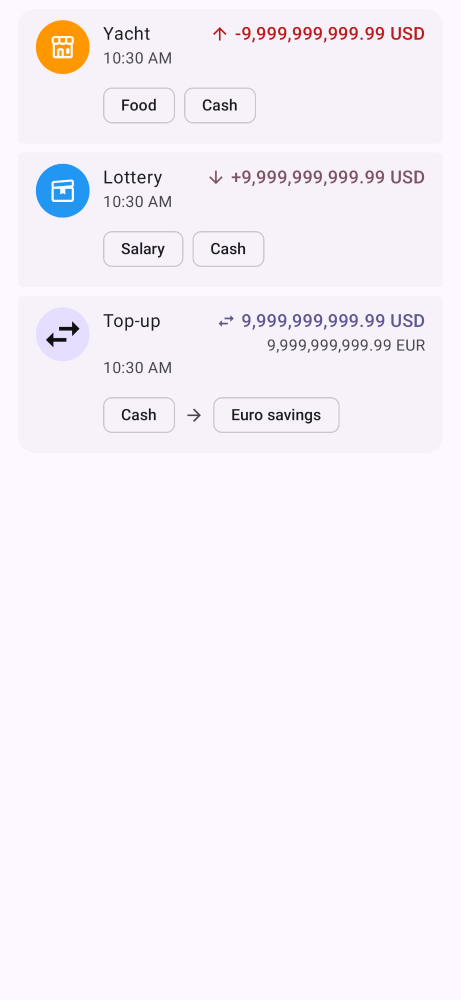 Yacht -9,999,999,999.99 USD
10:30 AM
Food Cash
Lottery +9,999,999,999.99 USD
10:30 AM
Salary Cash
Top-up 9,999,999,999.99 USD
9,999,999,999.99 EUR
10:30 AM
Cash Euro savings